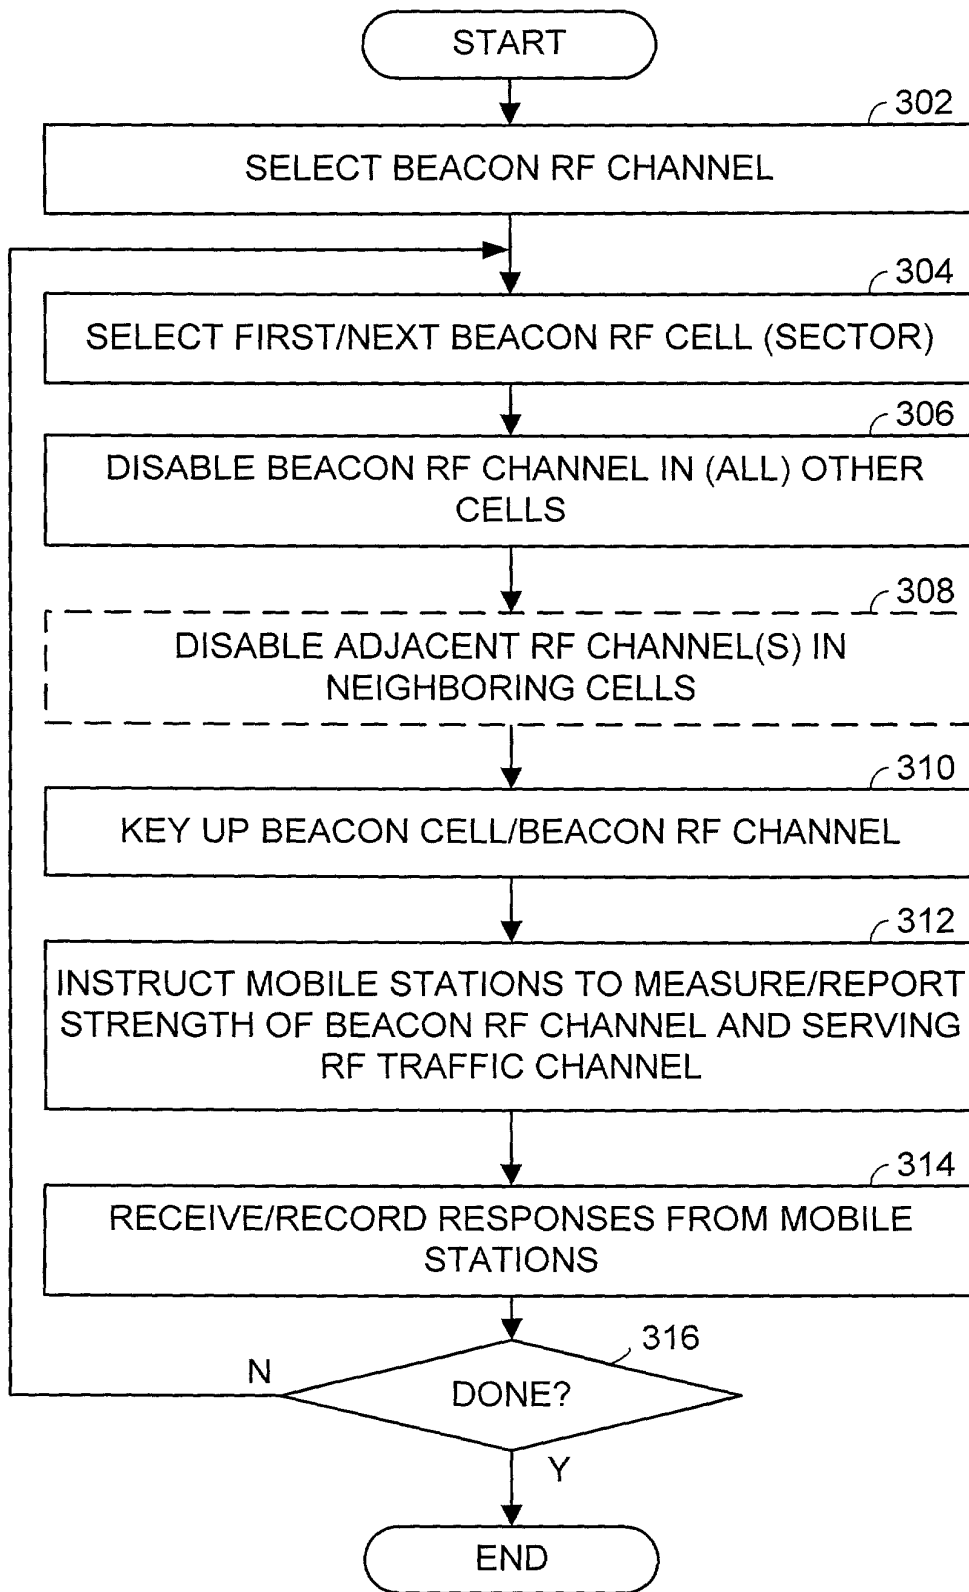 START
302
SELECT BEACON RF CHANNEL
304
SELECT FIRST/NEXT BEACON RF CELL (SECTOR)
306
DISABLE BEACON RF CHANNEL IN (ALL) OTHER
CELLS
308
DISABLE ADJACENT RF CHANNEL(S) IN
NEIGHBORING CELLS
310
KEY UP BEACON CELL/BEACON RF CHANNEL
312
INSTRUCT MOBILE STATIONS TO MEASURE/REPORT
STRENGTH OF BEACON RF CHANNEL AND SERVING
RF TRAFFIC CHANNEL
314
RECEIVE/RECORD RESPONSES FROM MOBILE
STATIONS
316
N
DONE?
Y
END